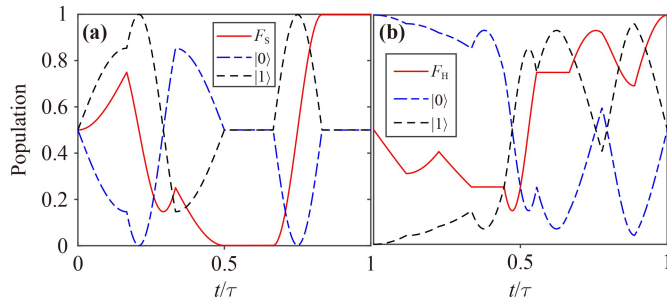 1
0.8
0.6
0.4
0.2
0
Population
(a)
F_S
|0⟩
|1⟩
0
0.5
1
t/τ
(b)
F_H
|0⟩
|1⟩
0.5
1
t/τ